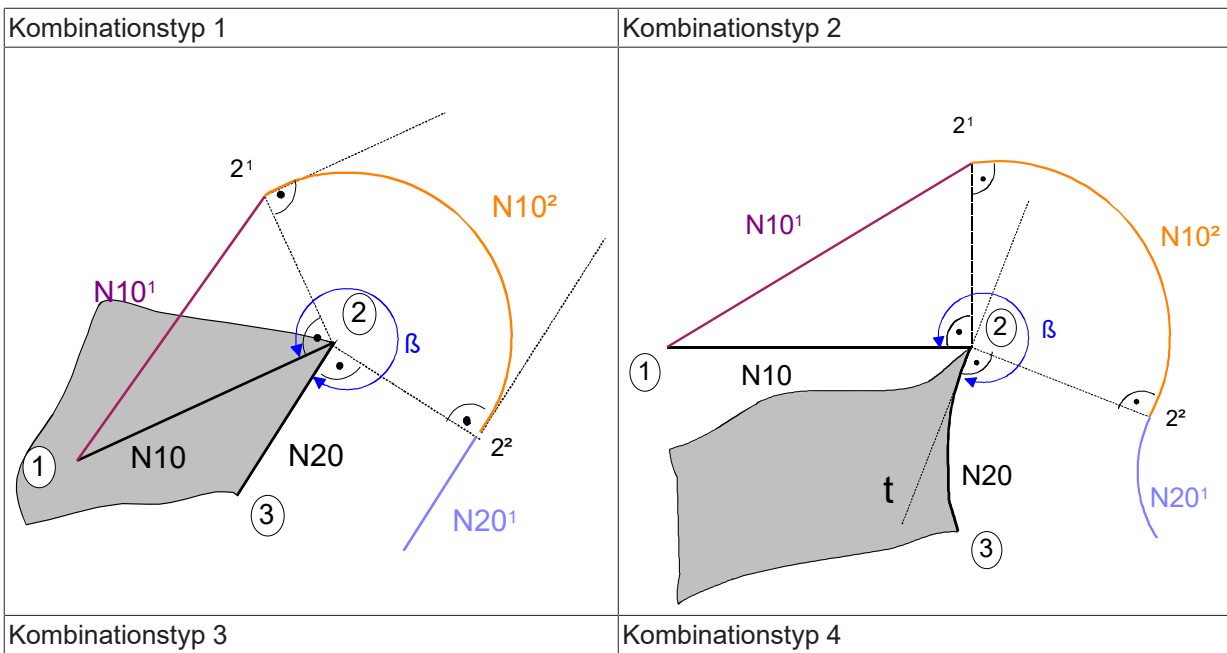 Kombinationstyp 1
Kombinationstyp 2
2¹
N10²
N10¹
2
ß
1
N10
N20
2²
3
N20¹
2¹
N10¹
N10²
2
ß
1
N10
2²
t
N20
N20¹
3
Kombinationstyp 3
Kombinationstyp 4